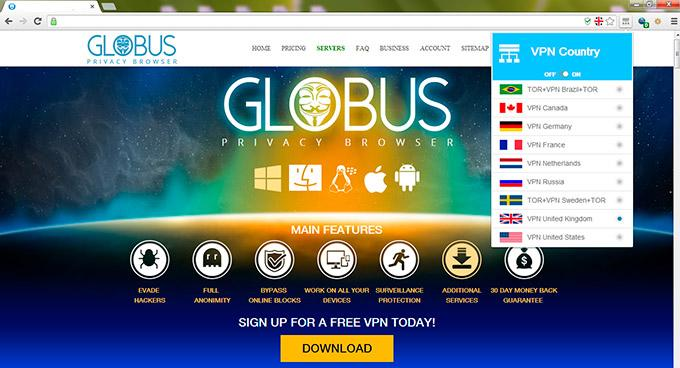 GLOBUS
PRIVACY BROWSER
HOME PRICING SERVERS FAQ BUSINESS ACCOUNT SITEMAP
VPN Country
OFF ON
TOR+VPN Brazil+TOR
VPN Canada
VPN Germany
VPN France
VPN Netherlands
VPN Russia
TOR+VPN Sweden+TOR
VPN United Kingdom
VPN United States
GLOBUS
PRIVACY BROWSER
MAIN FEATURES
EVADE
HACKERS
FULL
ANONIMITY
BYPASS
ONLINE BLOCKS
WORK ON ALL YOUR
DEVICES
SURVEILLANCE
PROTECTION
ADDITIONAL
SERVICES
30 DAY MONEY BACK
GUARANTEE
SIGN UP FOR A FREE VPN TODAY!
DOWNLOAD